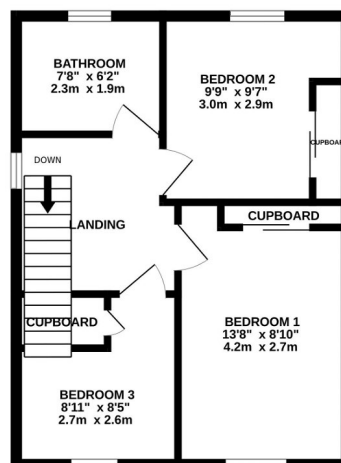 BATHROOM
7'8" x 6'2"
2.3m x 1.9m
BEDROOM 2
9'9" x 9'7"
3.0m x 2.9m
CUPBOAR
DOWN
LANDING
CUPBOARD
CUPBOARD
BEDROOM 1
13'8" x 8'10"
4.2m x 2.7m
BEDROOM 3
8'11" x 8'5"
2.7m x 2.6m